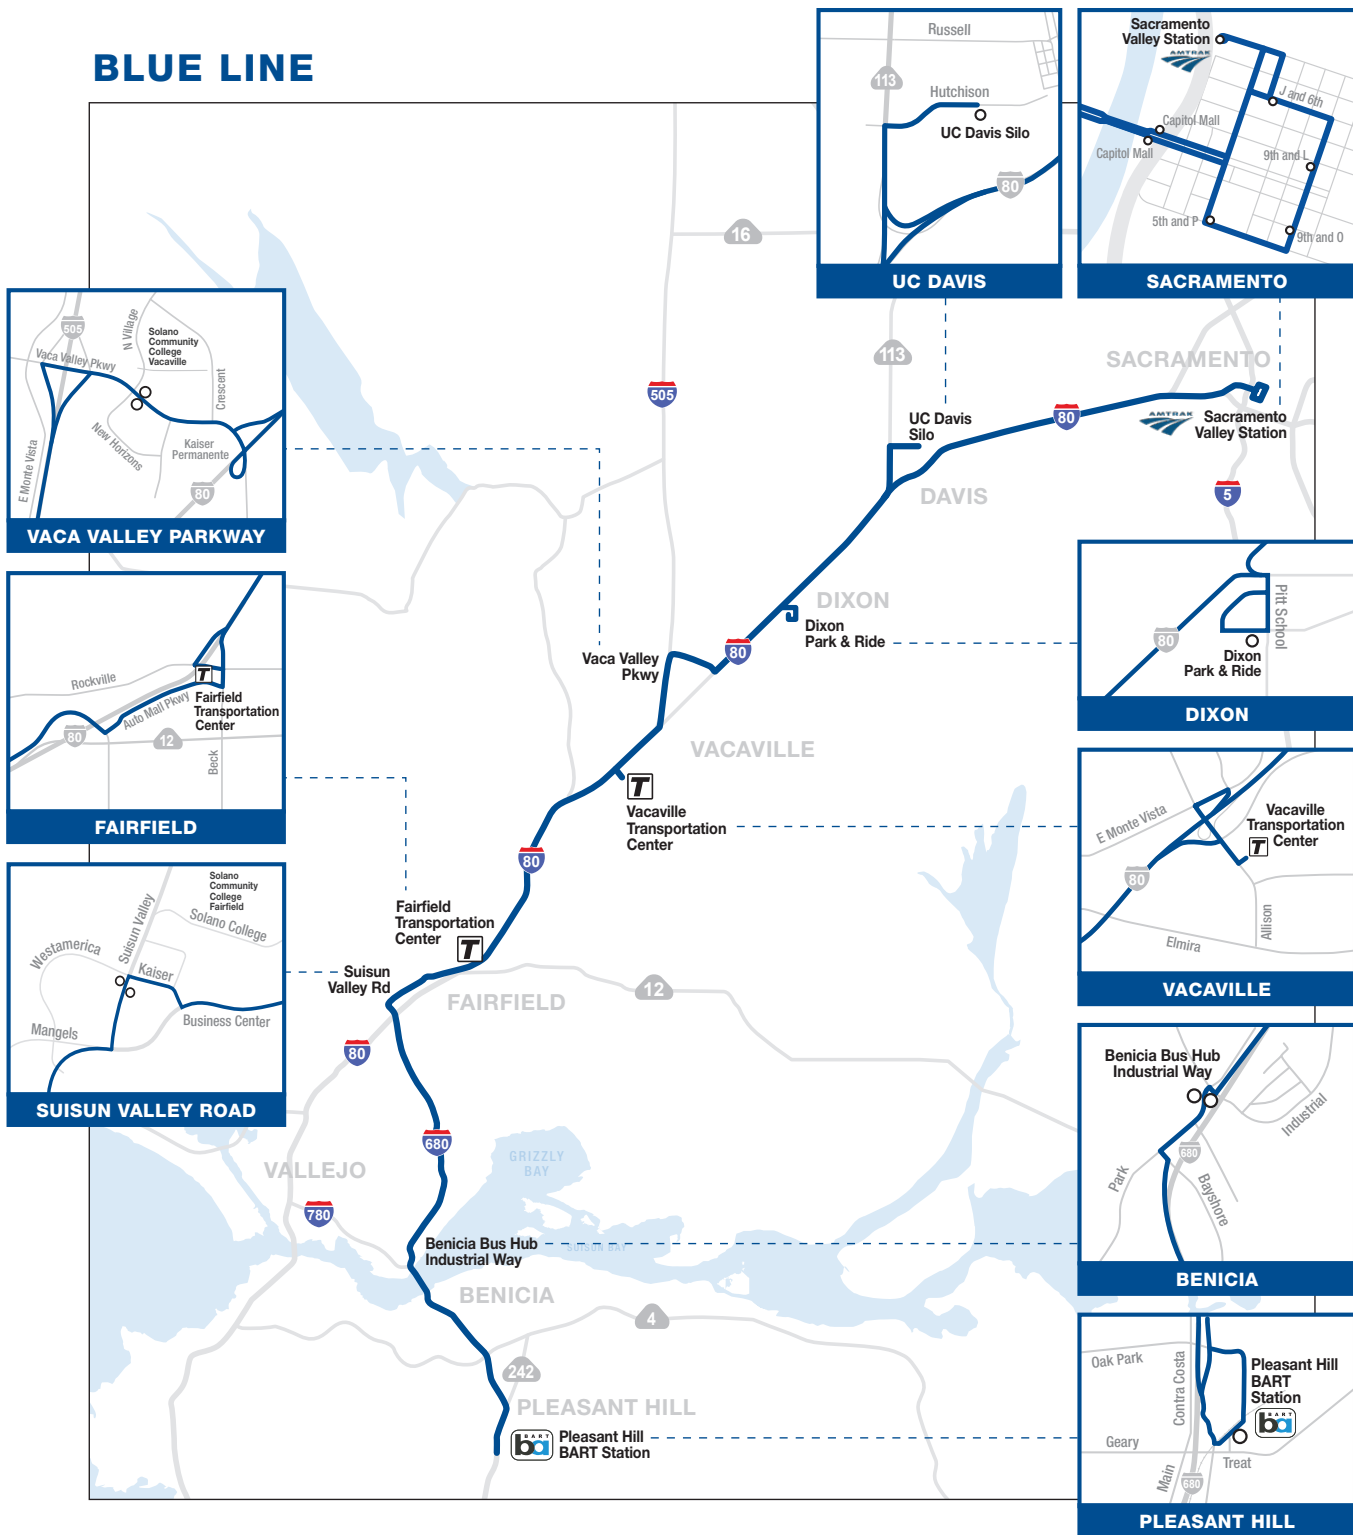 BLUE LINE
Russell
113
Hutchison
UC Davis Silo
80
UC DAVIS
Sacramento
Valley Station
AMTRAK
J and 6th
Capitol Mall
Capitol Mall
9th and L
5th and P
9th and O
SACRAMENTO
16
505
N Village
Solano
Community
College
Vacaville
Vaca Valley Pkwy
Crescent
New Horizons
Kaiser
Permanente
E Monte Vista
80
VACA VALLEY PARKWAY
113
SACRAMENTO
505
80
UC Davis
Silo
AMTRAK
Sacramento
Valley Station
DAVIS
5
Rockville
T
Fairfield
Transportation
Center
Auto Mall Pkwy
80
12
Beck
FAIRFIELD
DIXON
Dixon
Park & Ride
80
Vaca Valley
Pkwy
Pitt School
80
Dixon
Park & Ride
DIXON
VACAVILLE
T
Vacaville
Transportation
Center
80
E Monte Vista
Vacaville
Transportation
Center
T
80
Allison
Elmira
VACAVILLE
Solano
Community
College
Fairfield
Suisun Valley
Solano College
Westamerica
Kaiser
Mangels
Business Center
SUISUN VALLEY ROAD
Fairfield
Transportation
Center
T
Suisun
Valley Rd
FAIRFIELD
12
80
680
VALLEJO
GRIZZLY
BAY
780
Benicia Bus Hub
Industrial Way
SUISUN BAY
BENICIA
Benicia Bus Hub
Industrial Way
Industrial
680
Park
Bayshore
BENICIA
4
242
PLEASANT HILL
BART
ba
Pleasant Hill
BART Station
Oak Park
Contra Costa
Pleasant Hill
BART
Station
BART
ba
Geary
Treat
Main
680
PLEASANT HILL